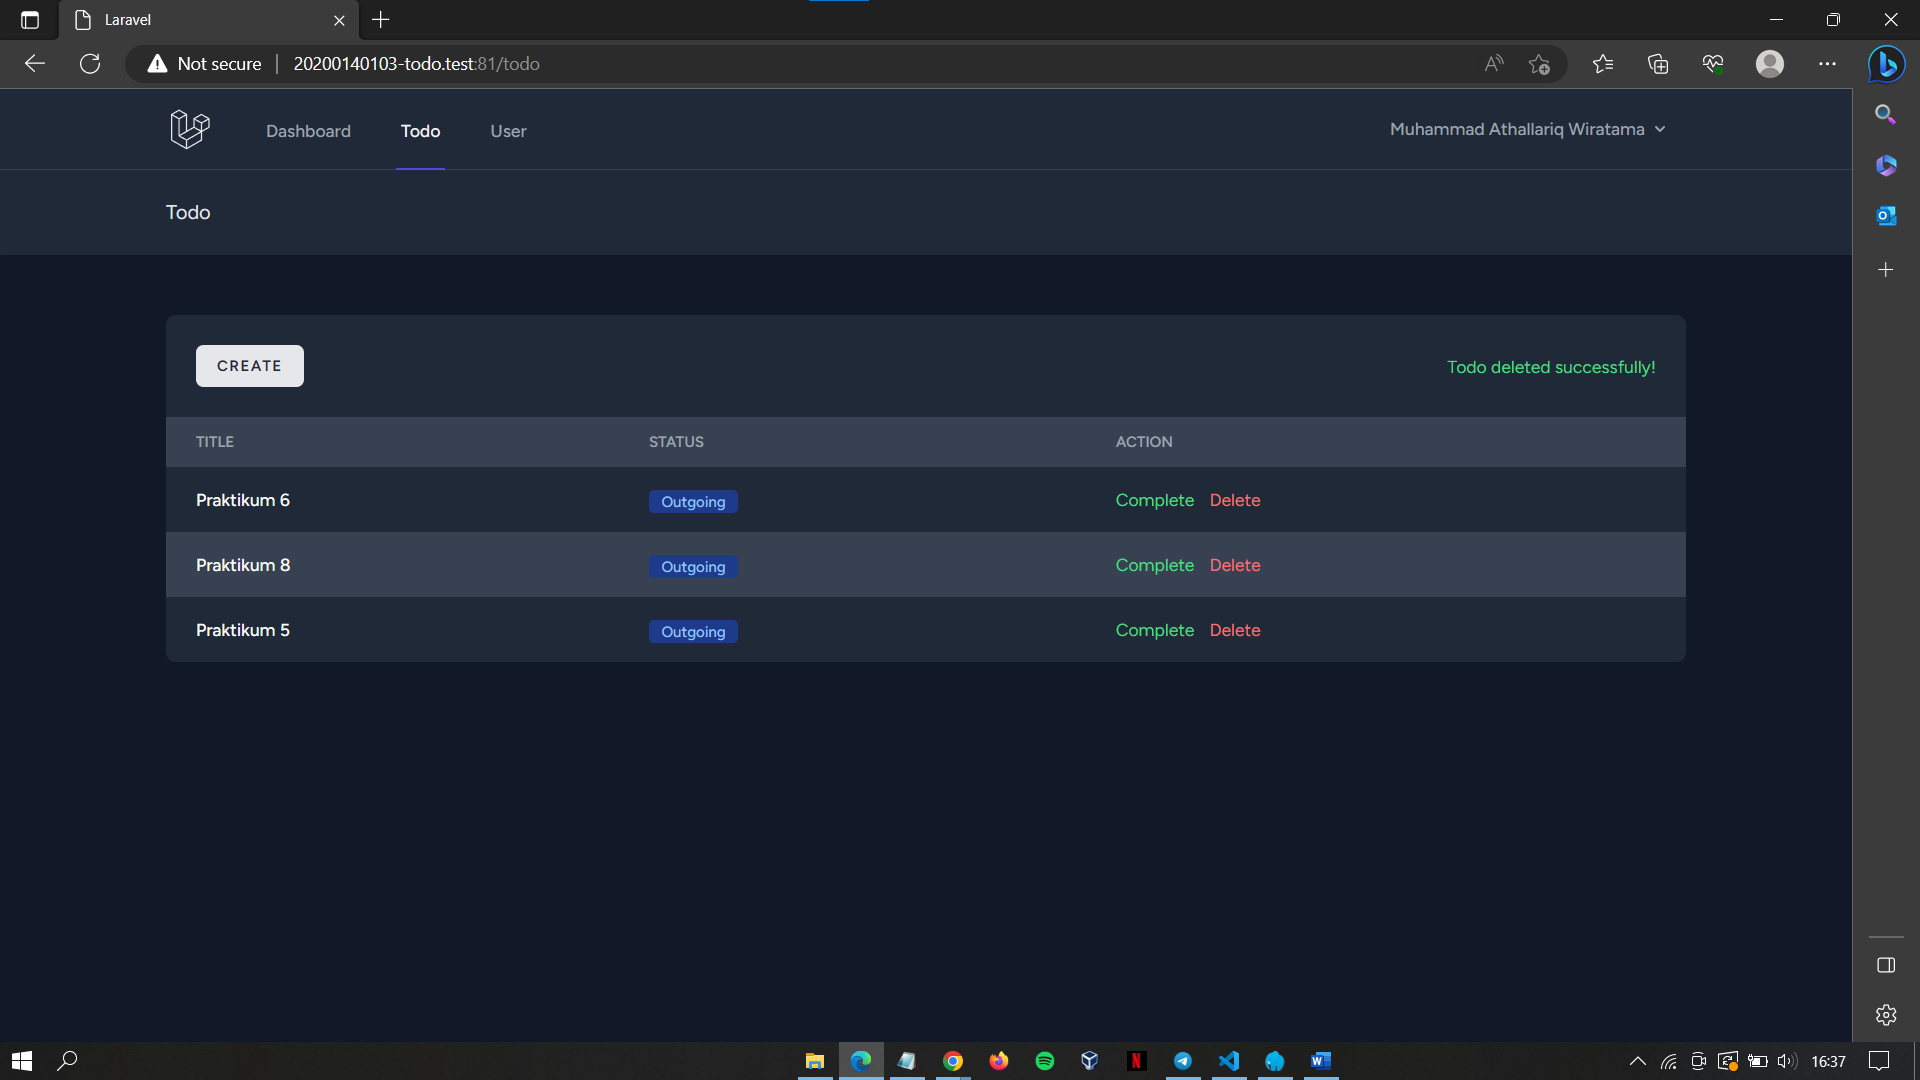 Laravel
Not secure 20200140103-todo.test:81/todo
Dashboard Todo User Muhammad Athallariq Wiratama
Todo
CREATE Todo deleted successfully!
TITLE STATUS ACTION
Praktikum 6 Outgoing Complete Delete
Praktikum 8 Outgoing Complete Delete
Praktikum 5 Outgoing Complete Delete
16:37